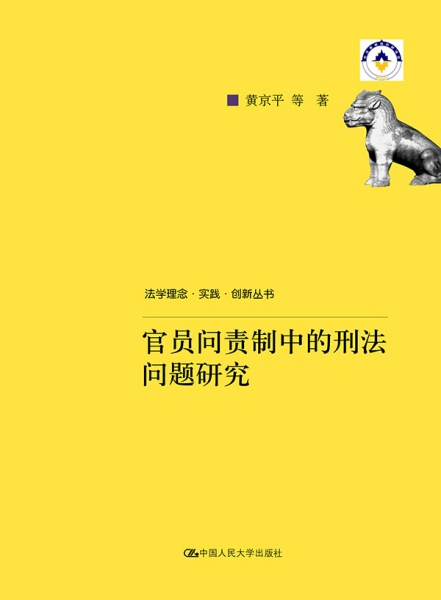 黄京平 等 著
法学理念·实践·创新丛书
官员问责制中的刑法
问题研究
中国人民大学出版社